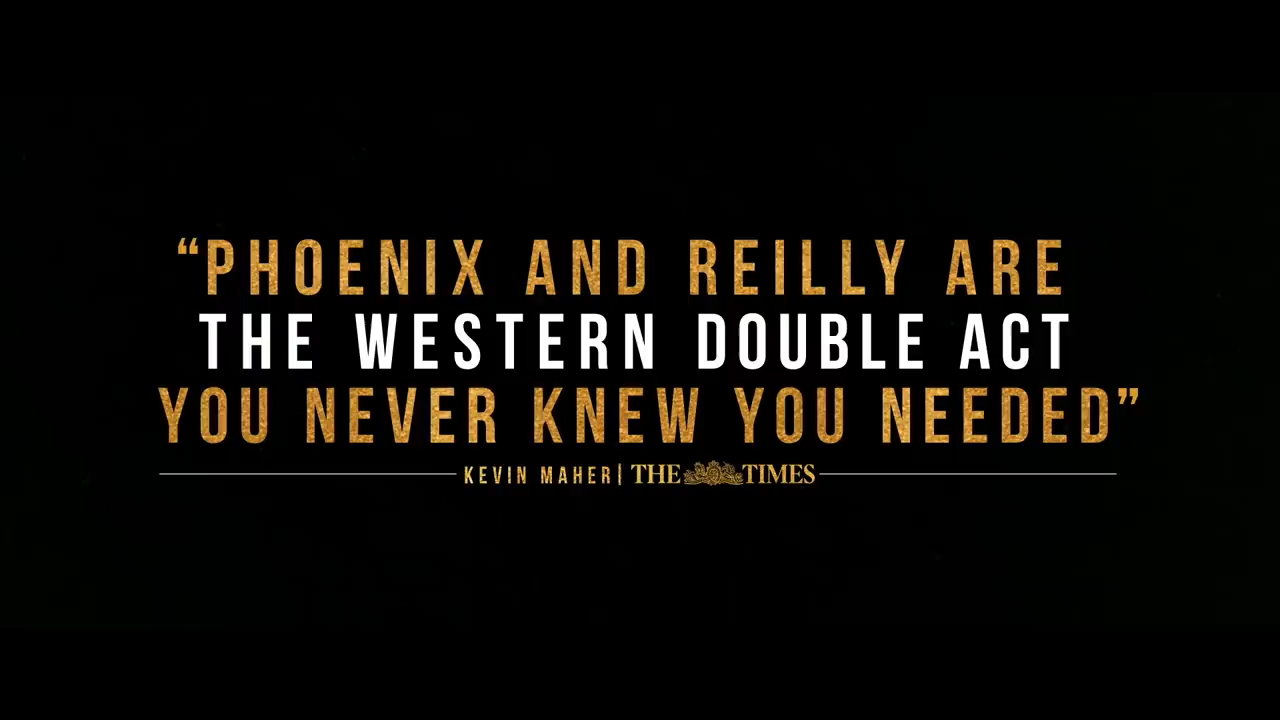 “PHOENIX AND REILLY ARE
THE WESTERN DOUBLE ACT
YOU NEVER KNEW YOU NEEDED”
KEVIN MAHER| THE TIMES